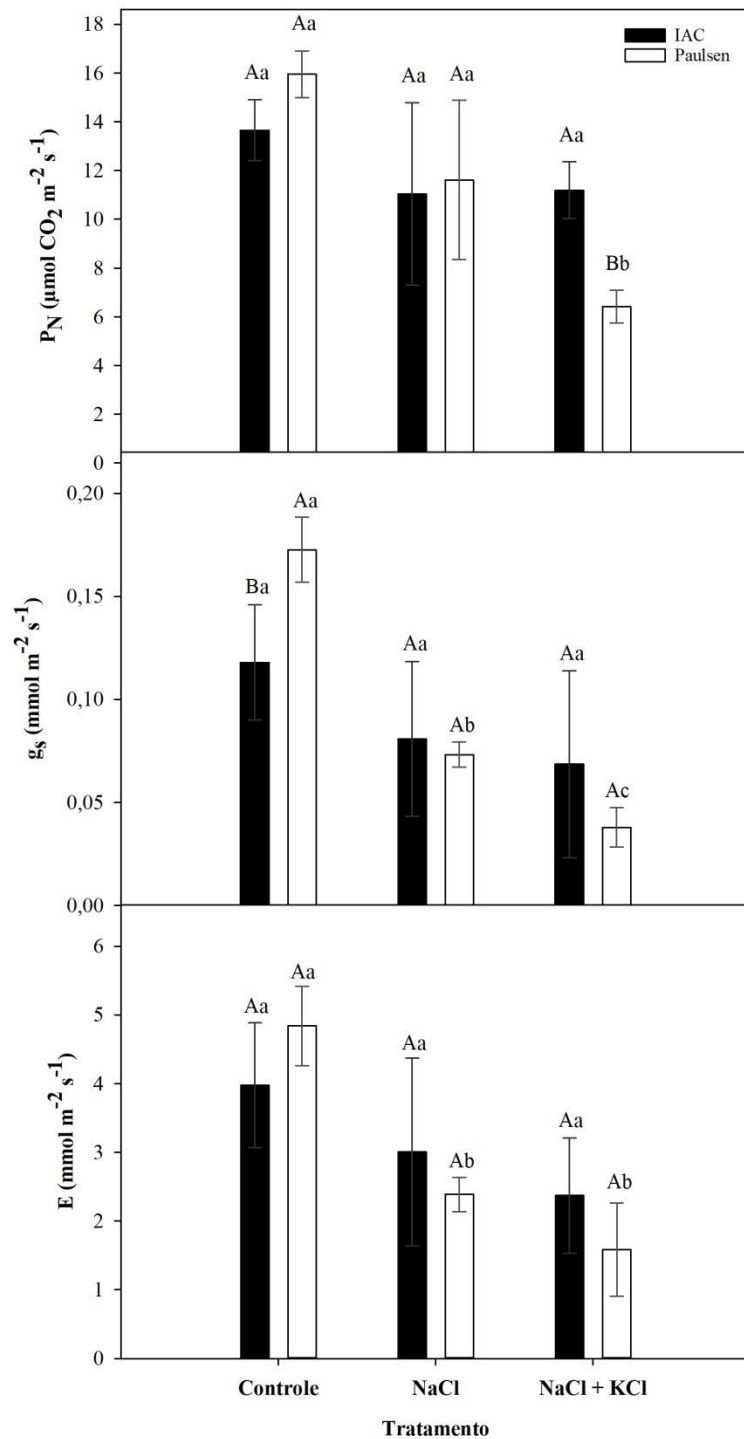 18
16
14
12
10
8
6
4
2
0
P_N (µmol CO₂ m⁻² s⁻¹)
IAC
Paulsen
Aa Aa Aa Aa Aa Bb
0,20
0,15
0,10
0,05
0,00
g_s (mmol m⁻² s⁻¹)
Ba Aa Aa Ab Aa Ac
6
5
4
3
2
1
0
E (mmol m⁻² s⁻¹)
Aa Aa Aa Ab Aa Ab
Controle NaCl NaCl + KCl
Tratamento